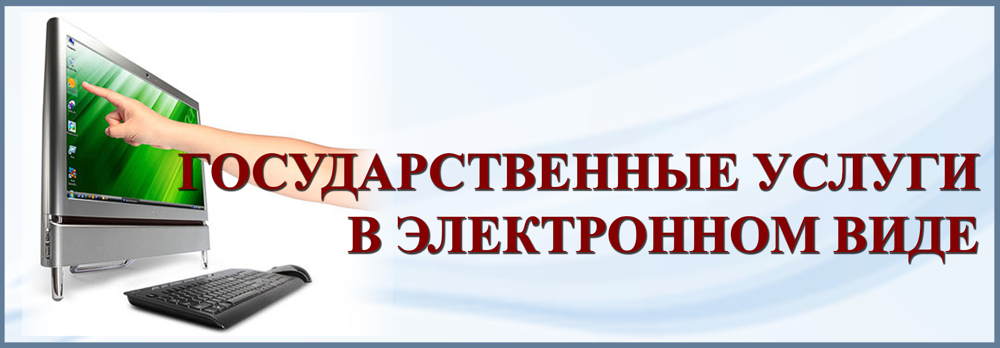 ГОСУДАРСТВЕННЫЕ УСЛУГИ
В ЭЛЕКТРОННОМ ВИДЕ